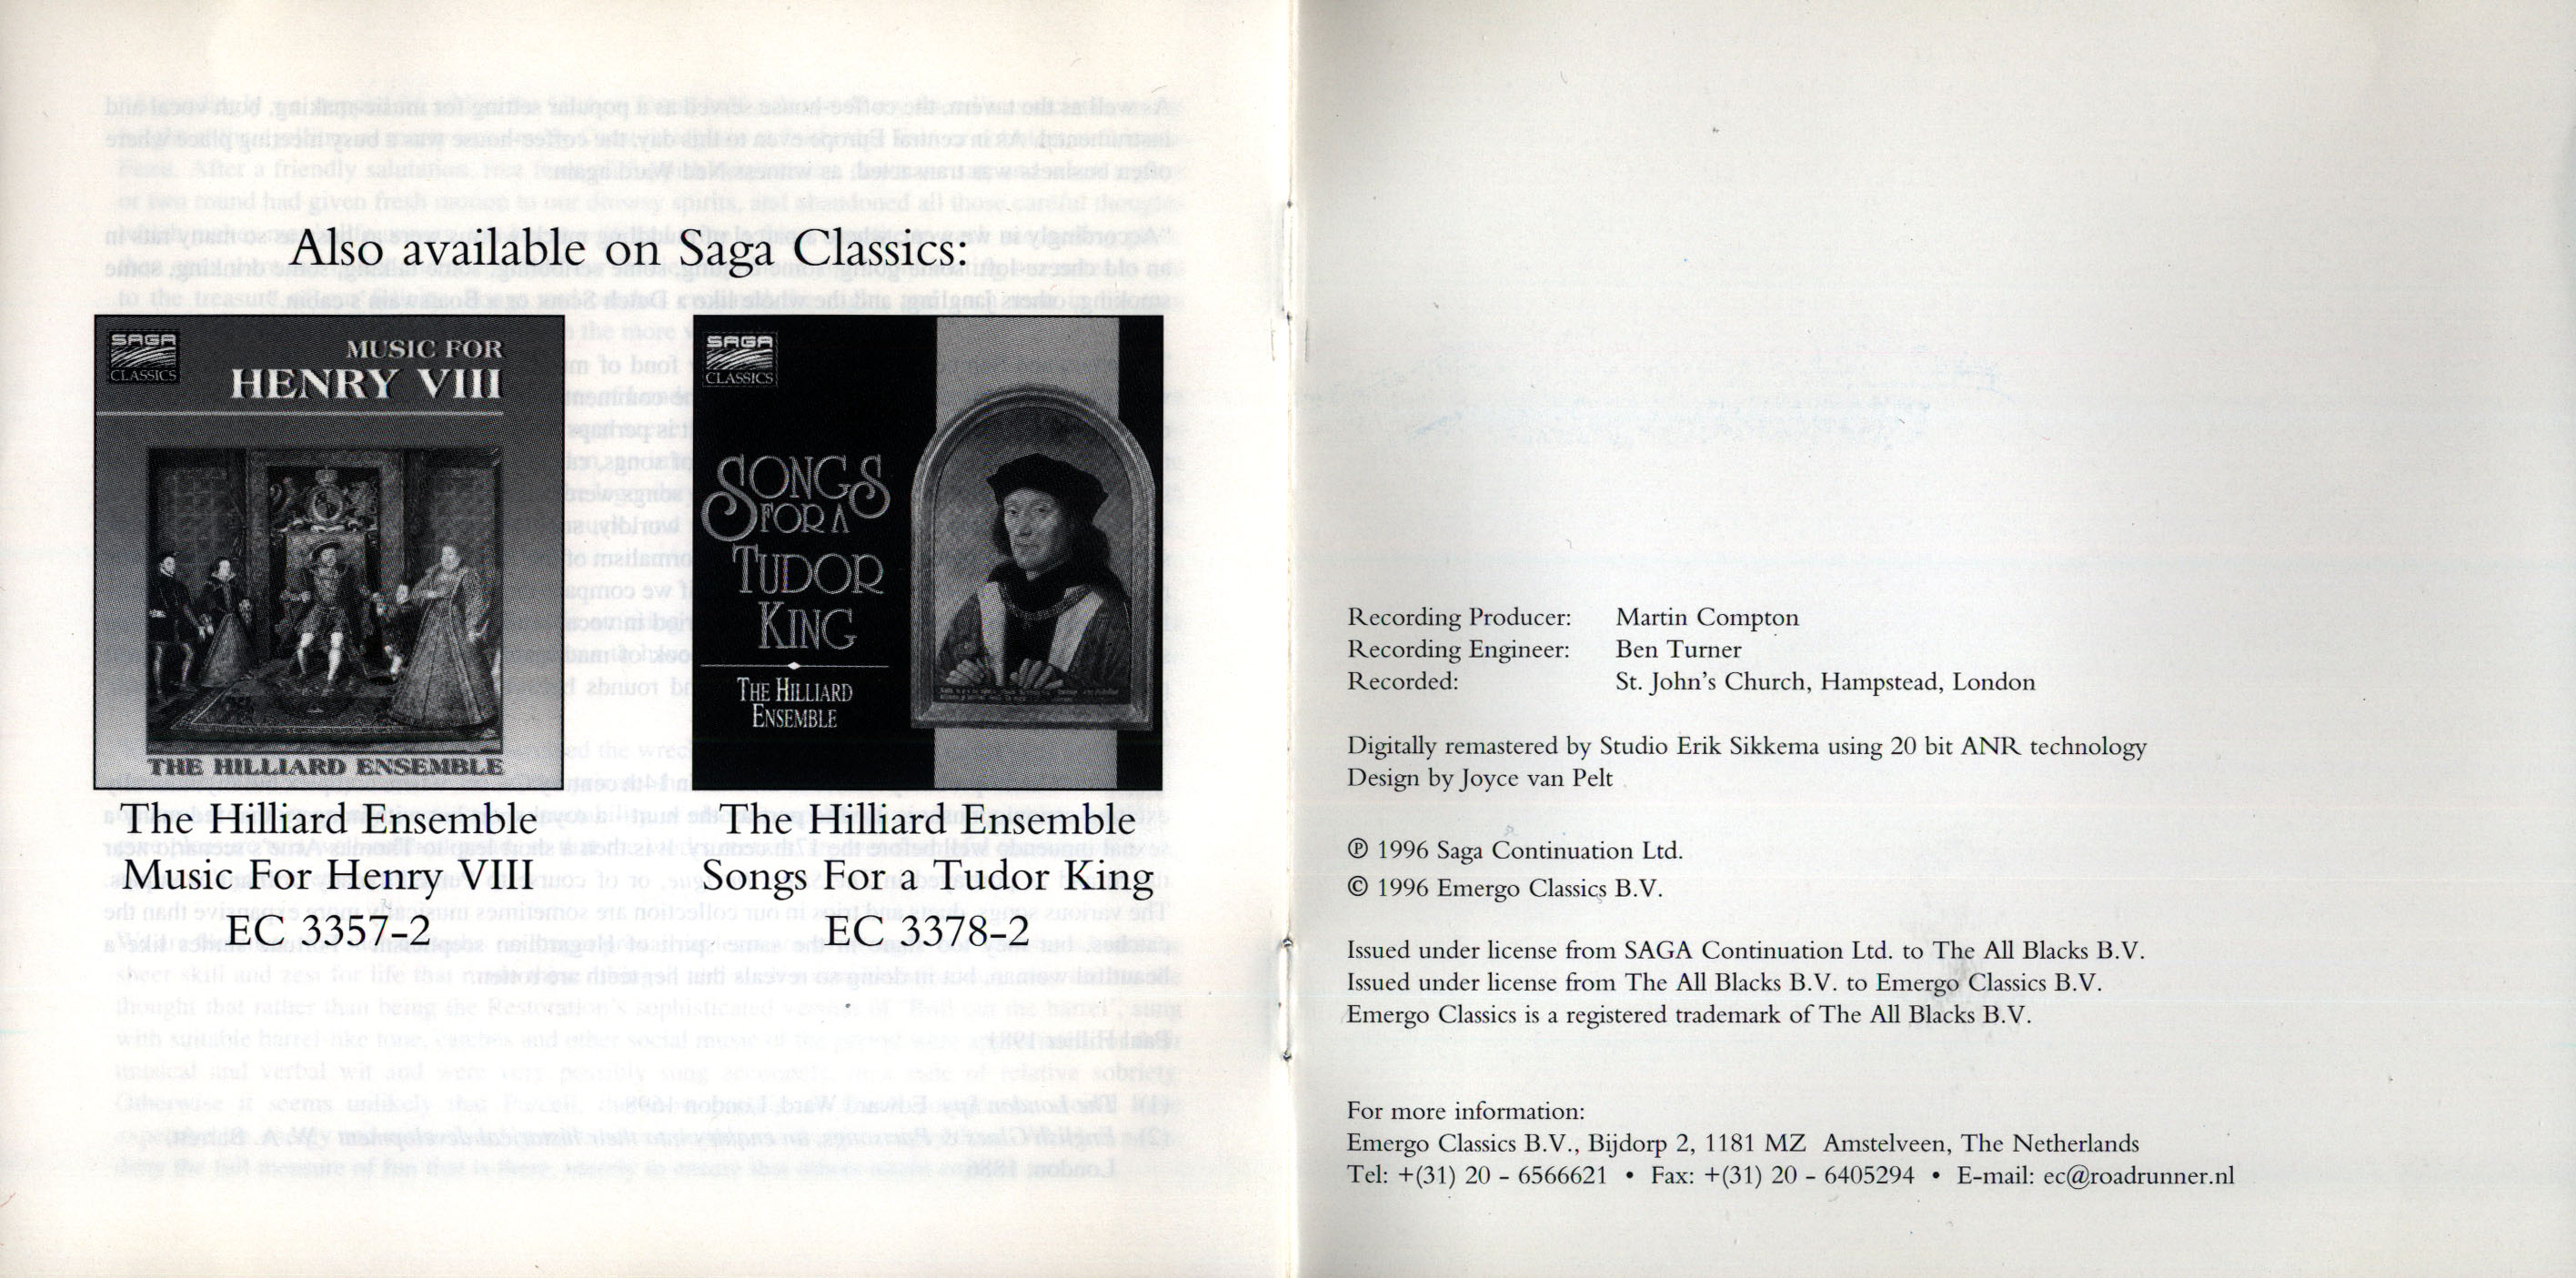 Also available on Saga Classics:
SAGA
CLASSICS
MUSIC FOR
HENRY VIII
THE HILLIARD ENSEMBLE
The Hilliard Ensemble
Music For Henry VIII
EC 3357-2
SAGA
CLASSICS
SONGS
FOR A
TUDOR
KING
THE HILLIARD
ENSEMBLE
The Hilliard Ensemble
Songs For a Tudor King
EC 3378-2
Recording Producer: Martin Compton
Recording Engineer: Ben Turner
Recorded: St. John's Church, Hampstead, London
Digitally remastered by Studio Erik Sikkema using 20 bit ANR technology
Design by Joyce van Pelt
℗ 1996 Saga Continuation Ltd.
© 1996 Emergo Classics B.V.
Issued under license from SAGA Continuation Ltd. to The All Blacks B.V.
Issued under license from The All Blacks B.V. to Emergo Classics B.V.
Emergo Classics is a registered trademark of The All Blacks B.V.
For more information:
Emergo Classics B.V., Bijdorp 2, 1181 MZ Amstelveen, The Netherlands
Tel: +(31) 20 - 6566621 • Fax: +(31) 20 - 6405294 • E-mail: ec@roadrunner.nl